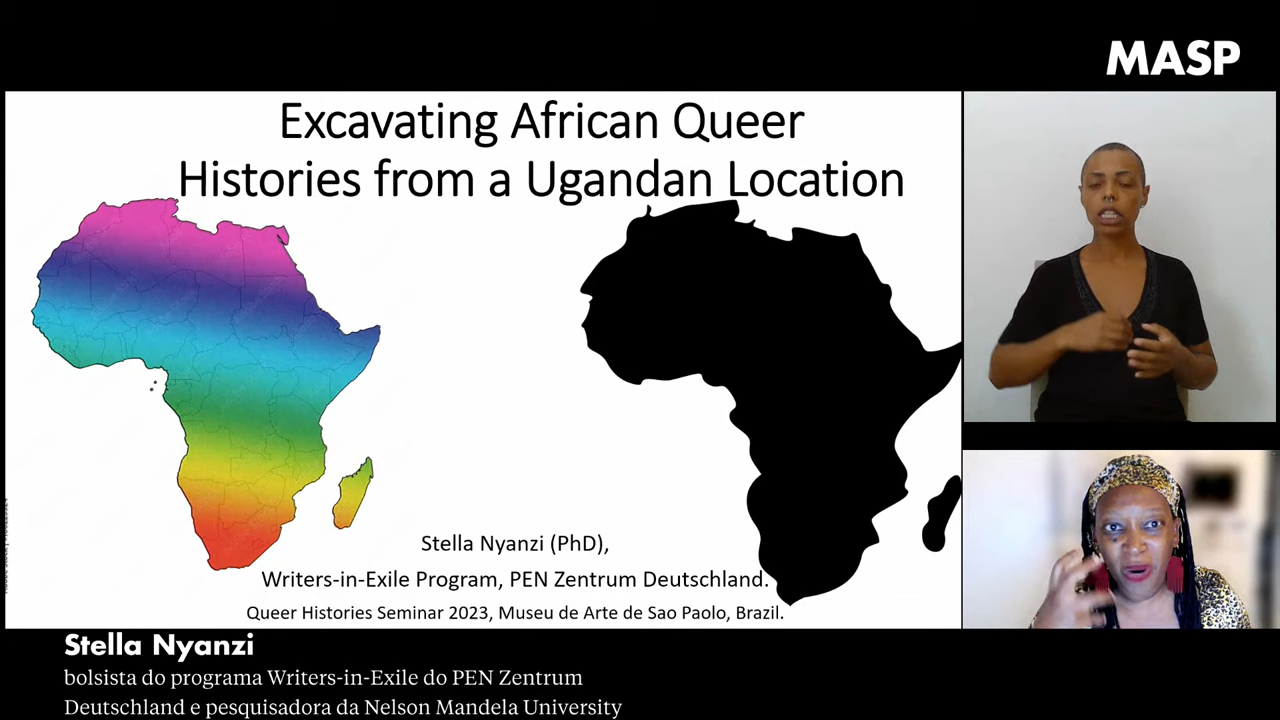 MASP
Excavating African Queer
Histories from a Ugandan Location
Stella Nyanzi (PhD),
Writers-in-Exile Program, PEN Zentrum Deutschland.
Queer Histories Seminar 2023, Museu de Arte de Sao Paolo, Brazil.
Stella Nyanzi
bolsista do programa Writers-in-Exile do PEN Zentrum
Deutschland e pesquisadora da Nelson Mandela University